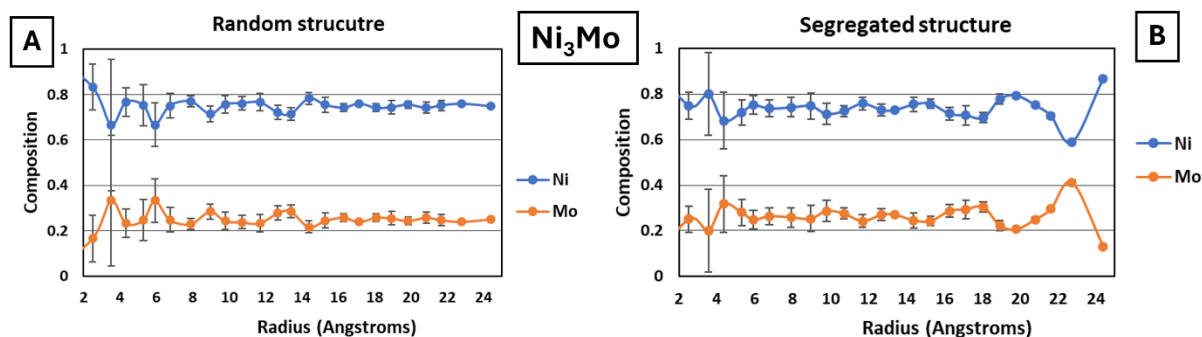 A
Random strucutre
Ni₃Mo
Segregated structure
B
1
0.8
0.6
0.4
0.2
0
Composition
2 4 6 8 10 12 14 16 18 20 22 24
Radius (Angstroms)
Ni
Mo
1
0.8
0.6
0.4
0.2
0
Composition
2 4 6 8 10 12 14 16 18 20 22 24
Radius (Angstroms)
Ni
Mo